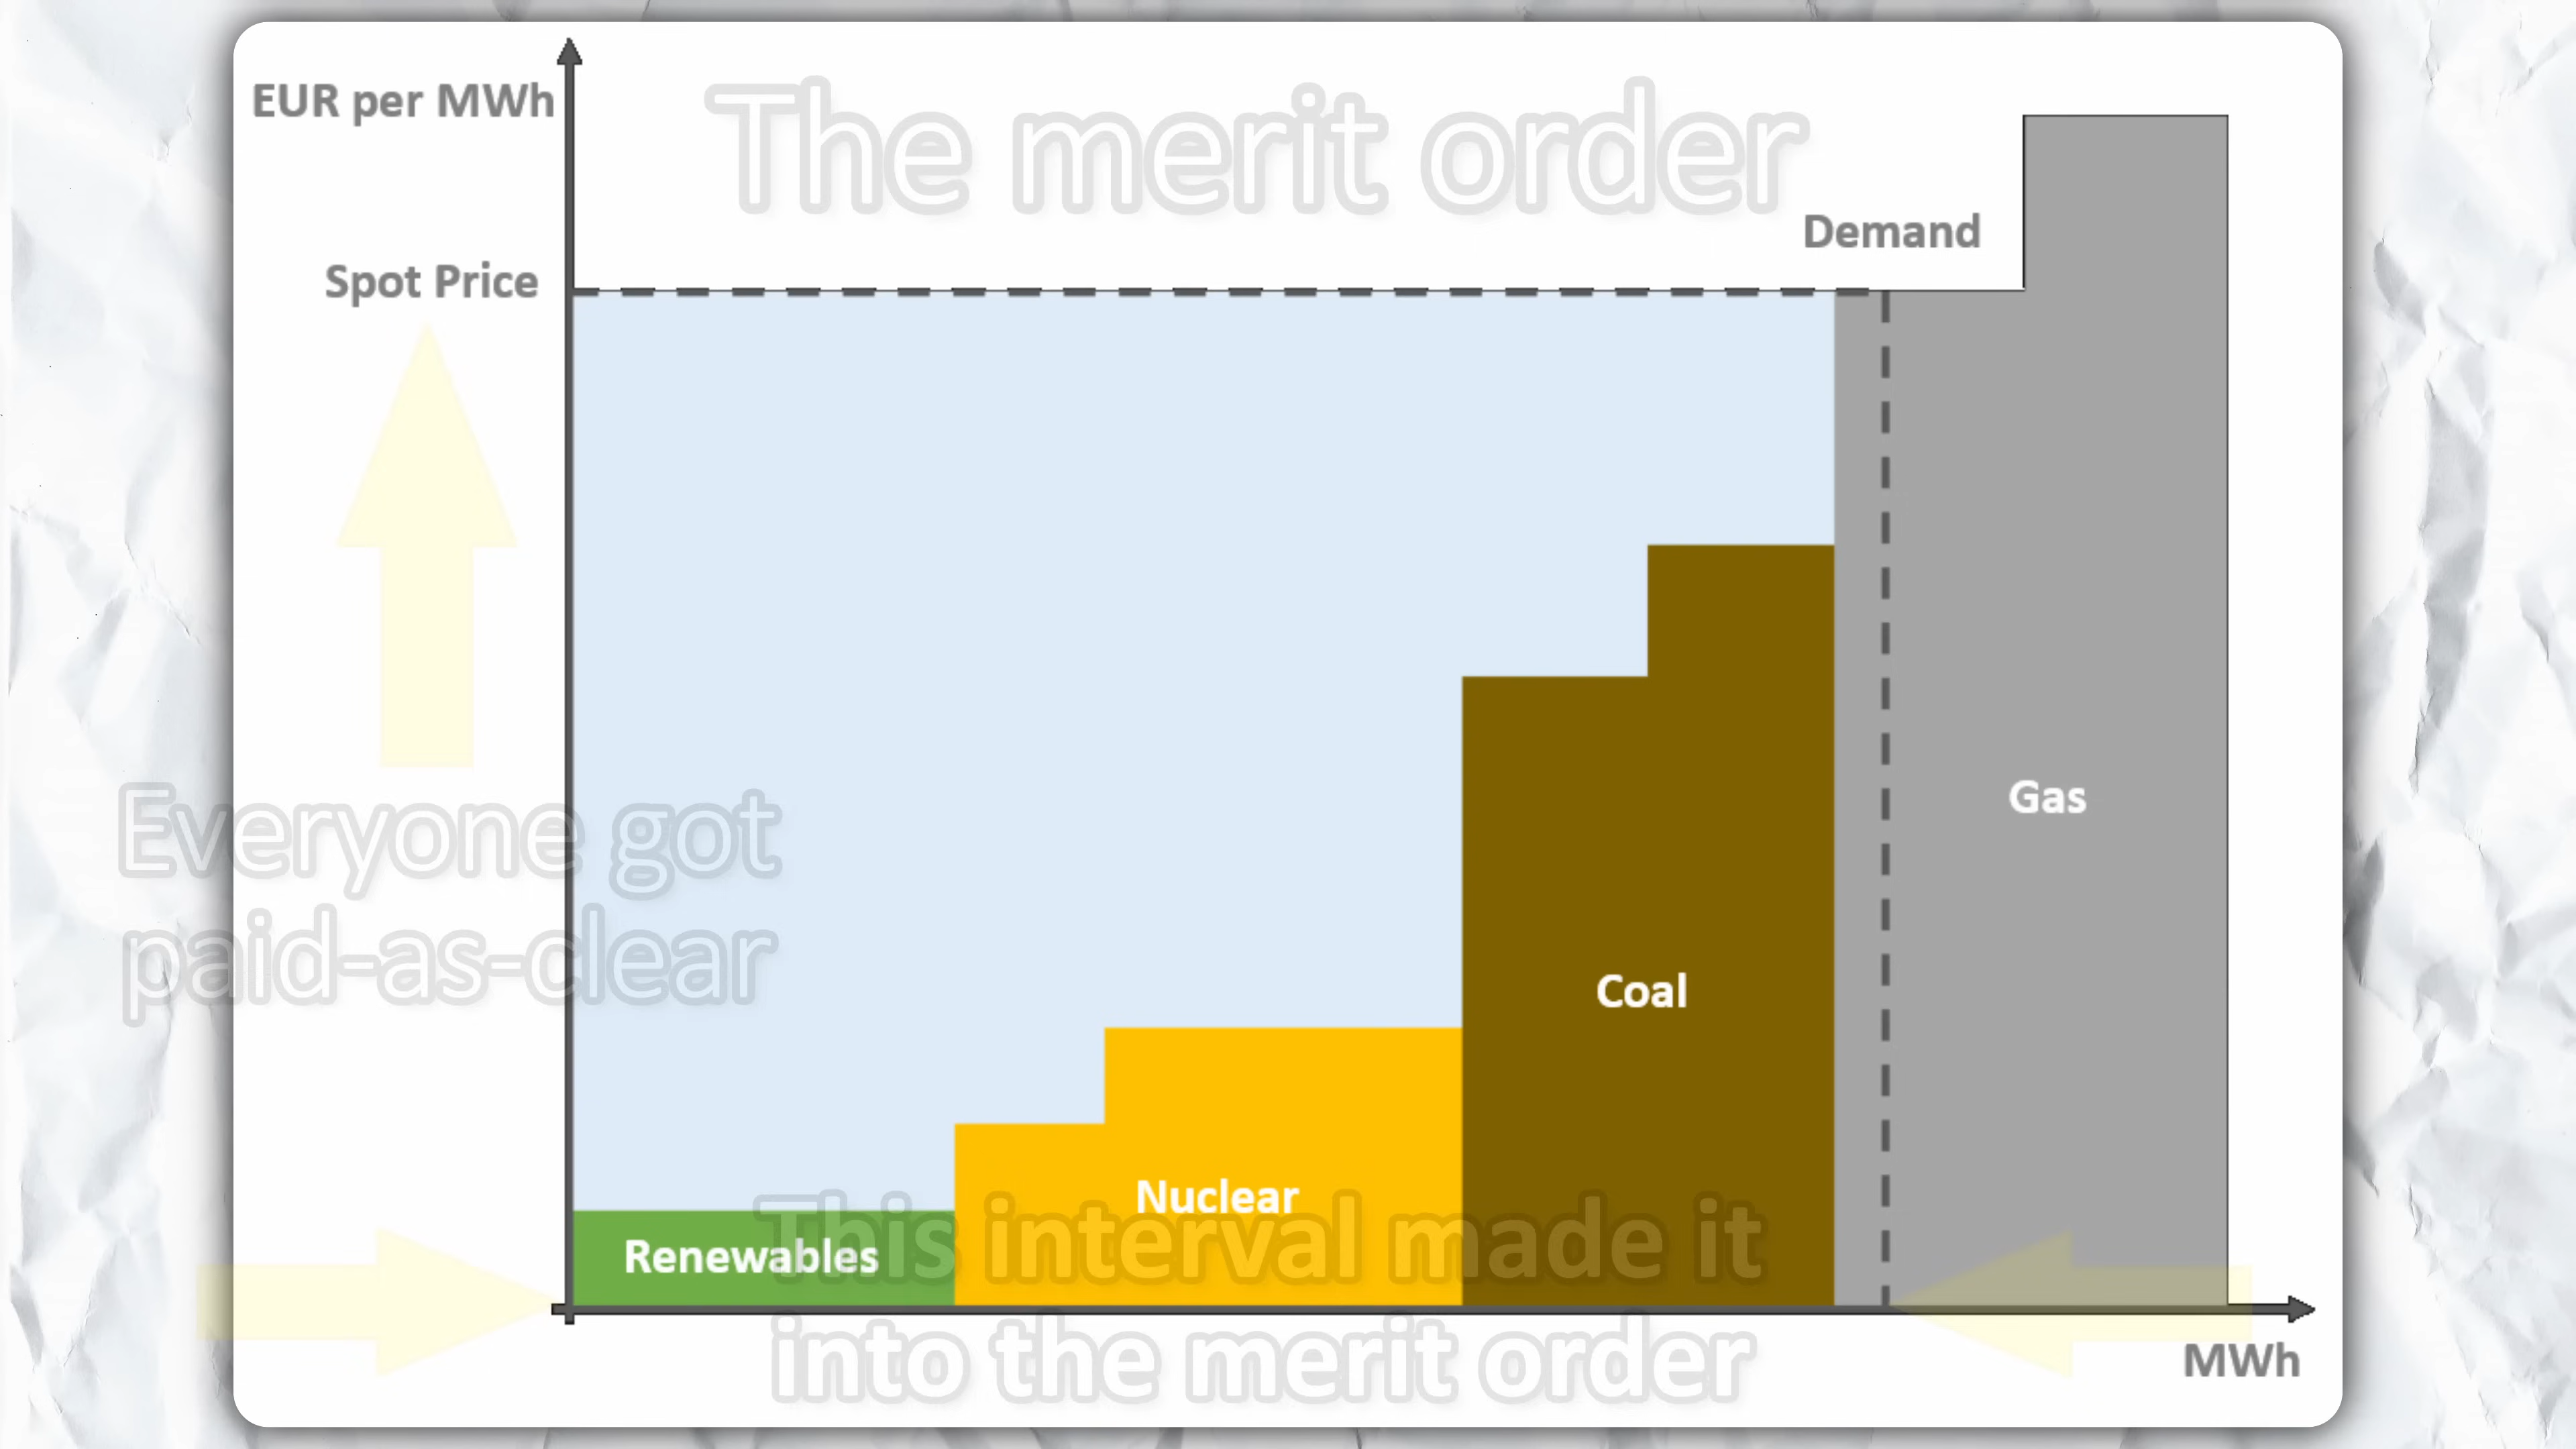 The merit order
EUR per MWh
Demand
Spot Price
Gas
Everyone got
paid-as-clear
Coal
Nuclear
This interval made it
Renewables
into the merit order
MWh